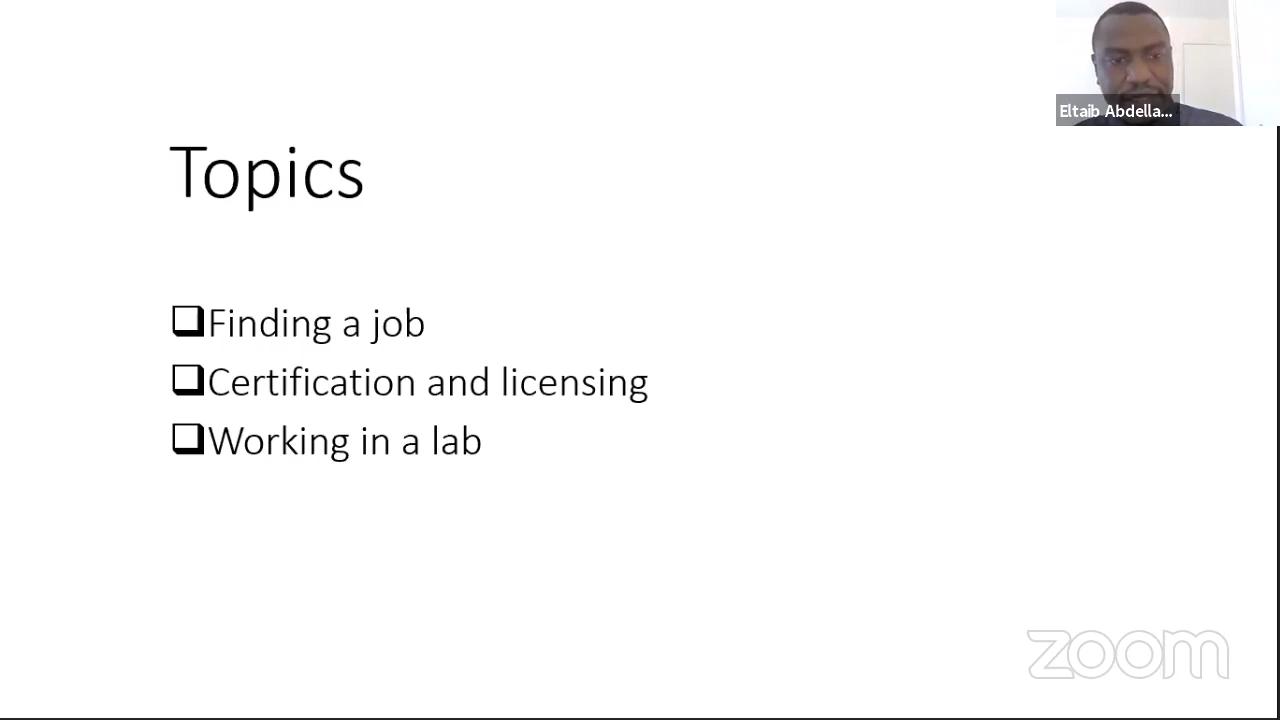 Eltaib Abdella...
Topics
Finding a job
Certification and licensing
Working in a lab
zoom